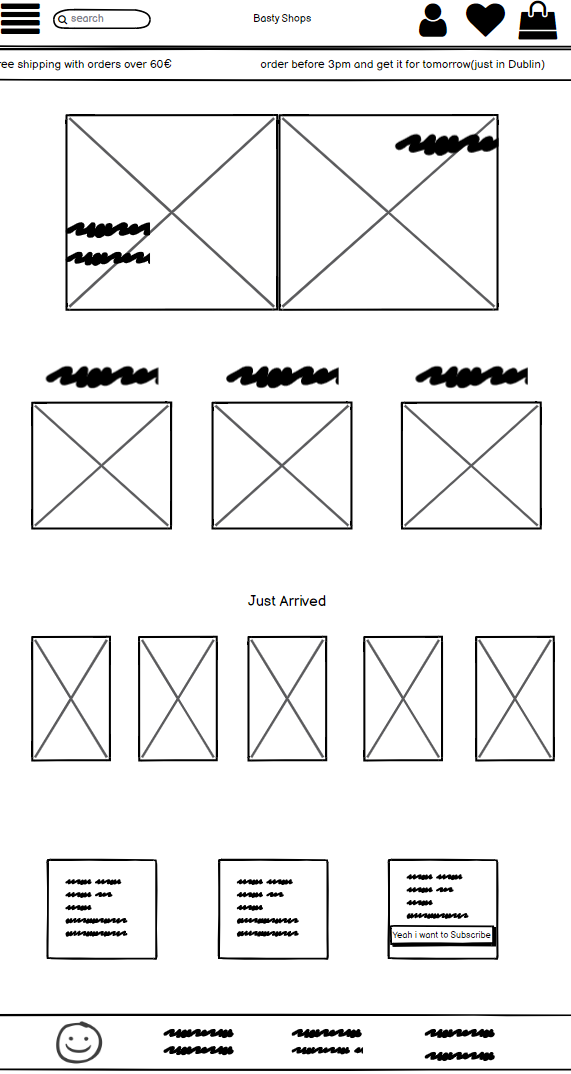 search
Basty Shops
ree shipping with orders over 60€
order before 3pm and get it for tomorrow(just in Dublin)
Just Arrived
Yeah i want to Subscribe